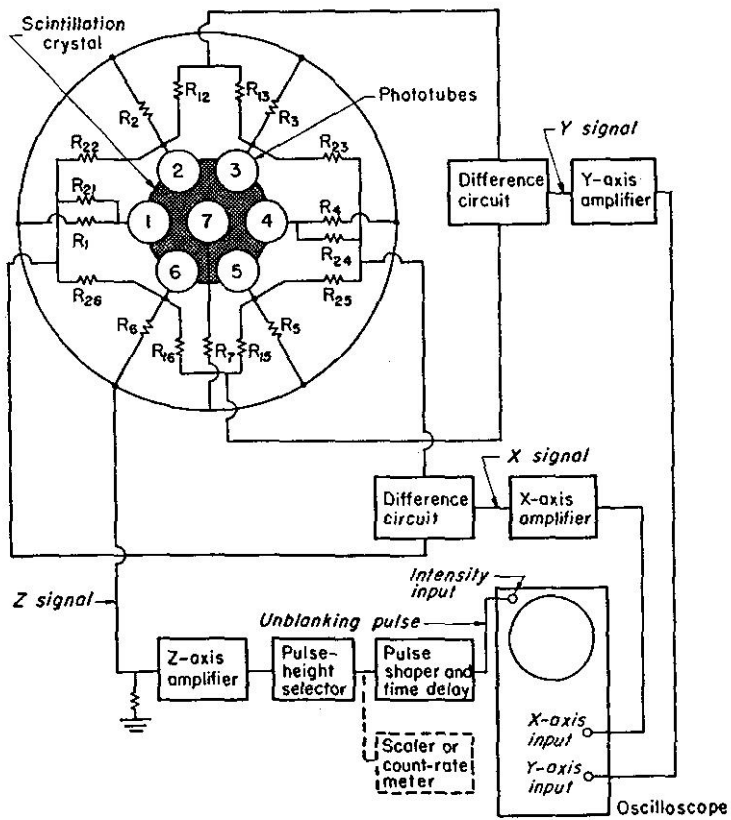 Scintillation
crystal
Phototubes
R2
R12
R13
R3
R22
R23
R21
R1
R4
R24
R26
R25
R6
R16
R7
R15
R5
2
3
1
7
4
6
5
Y signal
Difference
circuit
Y-axis
amplifier
X signal
Difference
circuit
X-axis
amplifier
Z signal
Intensity
input
Unblanking pulse
Z-axis
amplifier
Pulse-
height
selector
Pulse
shaper and
time delay
Scaler or
count-rate
meter
X-axis
input
Y-axis
input
Oscilloscope